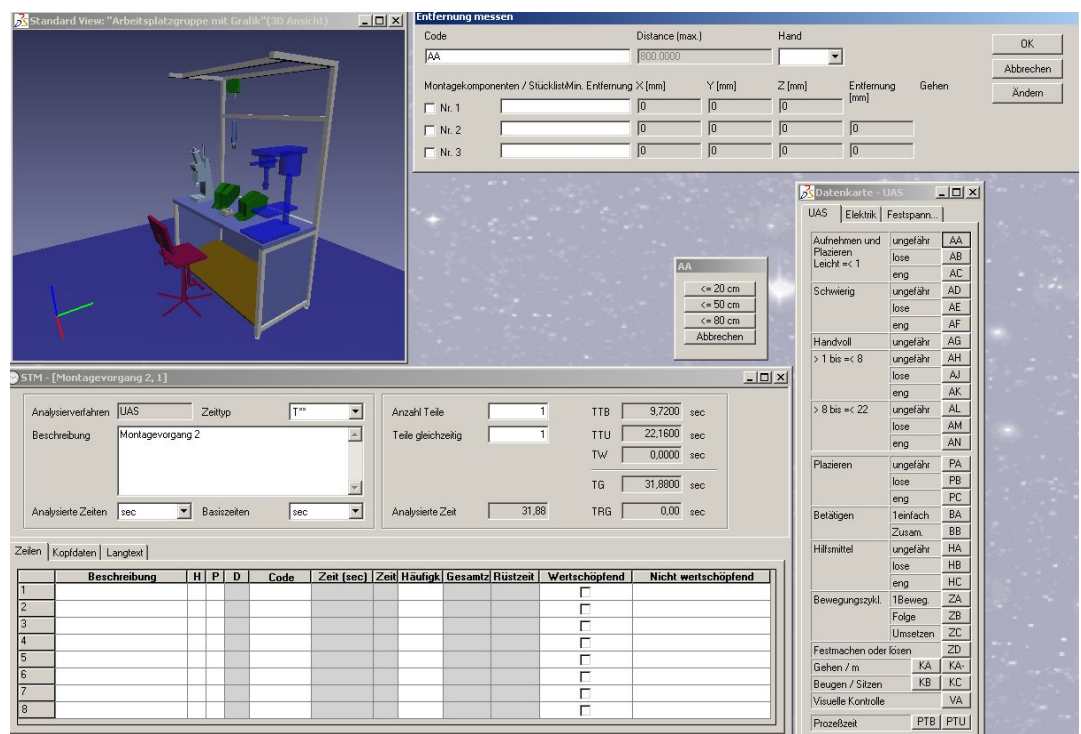 Standard View: "Arbeitsplatzgruppe mit Grafik"(3D Ansicht)
Entfernung messen
Code Distance (max.) Hand
AA 800.0000
OK
Abbrechen
Ändern
Montagekomponenten / StücklistMin. Entfernung X [mm] Y [mm] Z [mm] Entfernung [mm] Gehen
Nr. 1 0 0 0
Nr. 2 0 0 0 0
Nr. 3 0 0 0 0
AA
<= 20 cm
<= 50 cm
<= 80 cm
Abbrechen
Datenkarte - UAS
UAS Elektrik Festspann...
Aufnehmen und Plazieren Leicht =< 1 ungefähr AA
lose AB
eng AC
Schwierig ungefähr AD
lose AE
eng AF
Handvoll ungefähr AG
> 1 bis =< 8 ungefähr AH
lose AJ
eng AK
> 8 bis =< 22 ungefähr AL
lose AM
eng AN
Plazieren ungefähr PA
lose PB
eng PC
Betätigen 1einfach BA
Zusam. BB
Hilfsmittel ungefähr HA
lose HB
eng HC
Bewegungszykl. 1Beweg. ZA
Folge ZB
Umsetzen ZC
Festmachen oder lösen ZD
Gehen / m KA KA-
Beugen / Sitzen KB KC
Visuelle Kontrolle VA
Prozeßzeit PTB PTU
STM - [Montagevorgang 2, 1]
Analysierverfahren UAS Zeittyp T**
Beschreibung Montagevorgang 2
Analysierte Zeiten sec Basiszeiten sec
Anzahl Teile 1 TTB 9,7200 sec
Teile gleichzeitig 1 TTU 22,1600 sec
TW 0,0000 sec
TG 31,8800 sec
Analysierte Zeit 31,88 TRG 0,00 sec
Zeilen Kopfdaten Langtext
Beschreibung H P D Code Zeit (sec) Zeit Häufigk Gesamtz Rüstzeit Wertschöpfend Nicht wertschöpfend
1
2
3
4
5
6
7
8